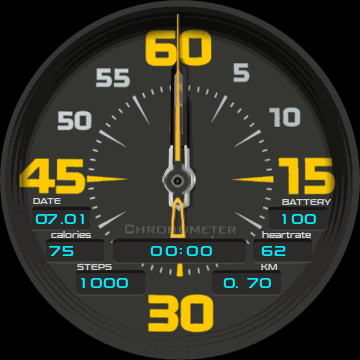 60
55 5
50 10
45 15
DATE BATTERY
07.01 100
CHRONOMETER
calories heartrate
75 00:00 62
STEPS KM
1000 0.70
30